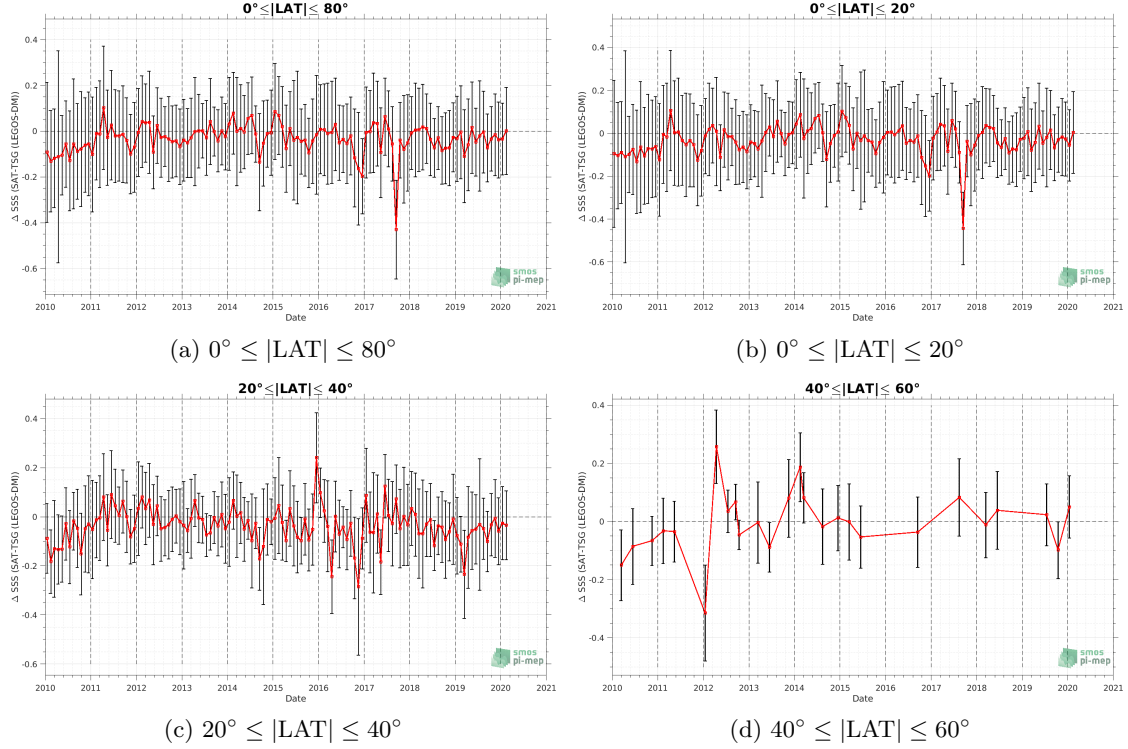 0°≤|LAT|≤ 80°
Δ SSS (SAT-TSG (LEGOS-DM))
0.4
0.2
0
-0.2
-0.4
-0.6
2010 2011 2012 2013 2014 2015 2016 2017 2018 2019 2020 2021
Date
smos
pi-mep
(a) 0° ≤ |LAT| ≤ 80°
0°≤|LAT|≤ 20°
Δ SSS (SAT-TSG (LEGOS-DM))
0.4
0.2
0
-0.2
-0.4
-0.6
2010 2011 2012 2013 2014 2015 2016 2017 2018 2019 2020 2021
Date
smos
pi-mep
(b) 0° ≤ |LAT| ≤ 20°
20°≤|LAT|≤ 40°
Δ SSS (SAT-TSG (LEGOS-DM))
0.4
0.2
0
-0.2
-0.4
-0.6
2010 2011 2012 2013 2014 2015 2016 2017 2018 2019 2020 2021
Date
smos
pi-mep
(c) 20° ≤ |LAT| ≤ 40°
40°≤|LAT|≤ 60°
Δ SSS (SAT-TSG (LEGOS-DM))
0.4
0.2
0
-0.2
-0.4
2010 2011 2012 2013 2014 2015 2016 2017 2018 2019 2020 2021
Date
smos
pi-mep
(d) 40° ≤ |LAT| ≤ 60°